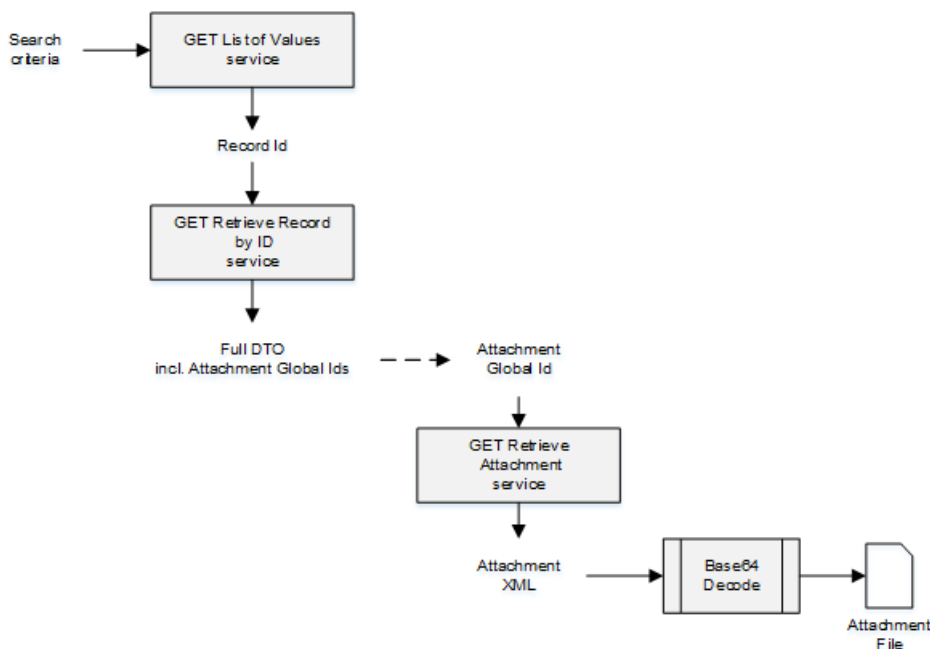 Search
criteria
GET List of Values
service
Record Id
GET Retrieve Record
by ID
service
Full DTO
incl. Attachment Global Ids
Attachment
Global Id
GET Retrieve
Attachment
service
Attachment
XML
Base64
Decode
Attachment
File